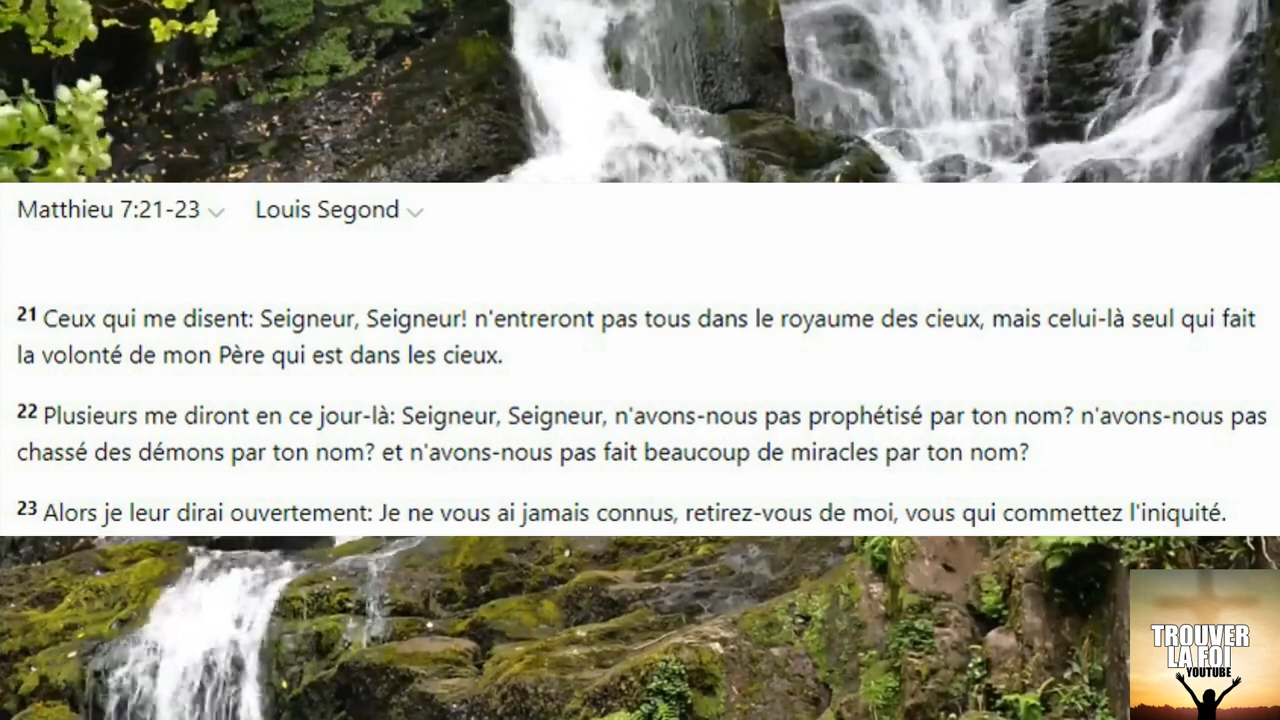 Matthieu 7:21-23 Louis Segond
21 Ceux qui me disent: Seigneur, Seigneur! n'entreront pas tous dans le royaume des cieux, mais celui-là seul qui fait
la volonté de mon Père qui est dans les cieux.
22 Plusieurs me diront en ce jour-là: Seigneur, Seigneur, n'avons-nous pas prophétisé par ton nom? n'avons-nous pas
chassé des démons par ton nom? et n'avons-nous pas fait beaucoup de miracles par ton nom?
23 Alors je leur dirai ouvertement: Je ne vous ai jamais connus, retirez-vous de moi, vous qui commettez l'iniquité.
TROUVER
LA FOI
YOUTUBE